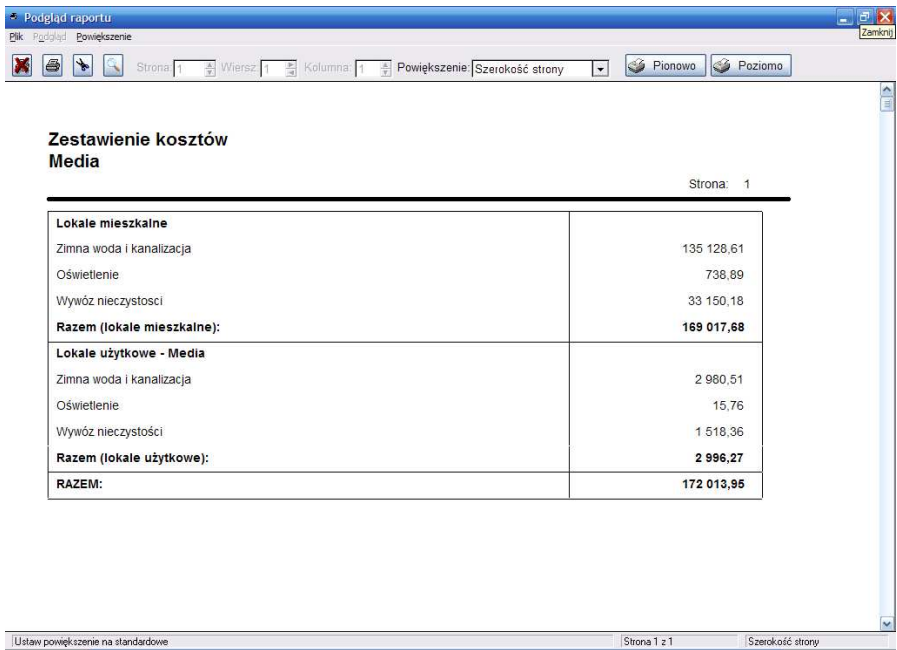 Podgląd raportu
Plik Podgląd Powiększenie
Zamknij
Strona: 1 Wiersz: 1 Kolumna: 1 Powiększenie: Szerokość strony Pionowo Poziomo
Zestawienie kosztów
Media
Strona: 1
Lokale mieszkalne
Zimna woda i kanalizacja 135 128,61
Oświetlenie 738,89
Wywóz nieczystosci 33 150,18
Razem (lokale mieszkalne): 169 017,68
Lokale użytkowe - Media
Zimna woda i kanalizacja 2 980,51
Oświetlenie 15,76
Wywóz nieczystości 1 518,36
Razem (lokale użytkowe): 2 996,27
RAZEM: 172 013,95
Ustaw powiększenie na standardowe Strona 1 z 1 Szerokość strony